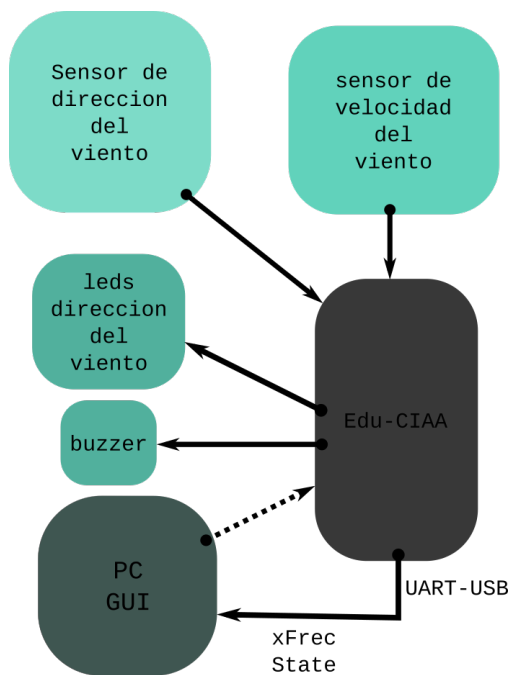 Sensor de
direccion
del
viento
sensor de
velocidad
del
viento
leds
direccion
del
viento
Edu-CIAA
buzzer
PC
GUI
UART-USB
xFrec
State